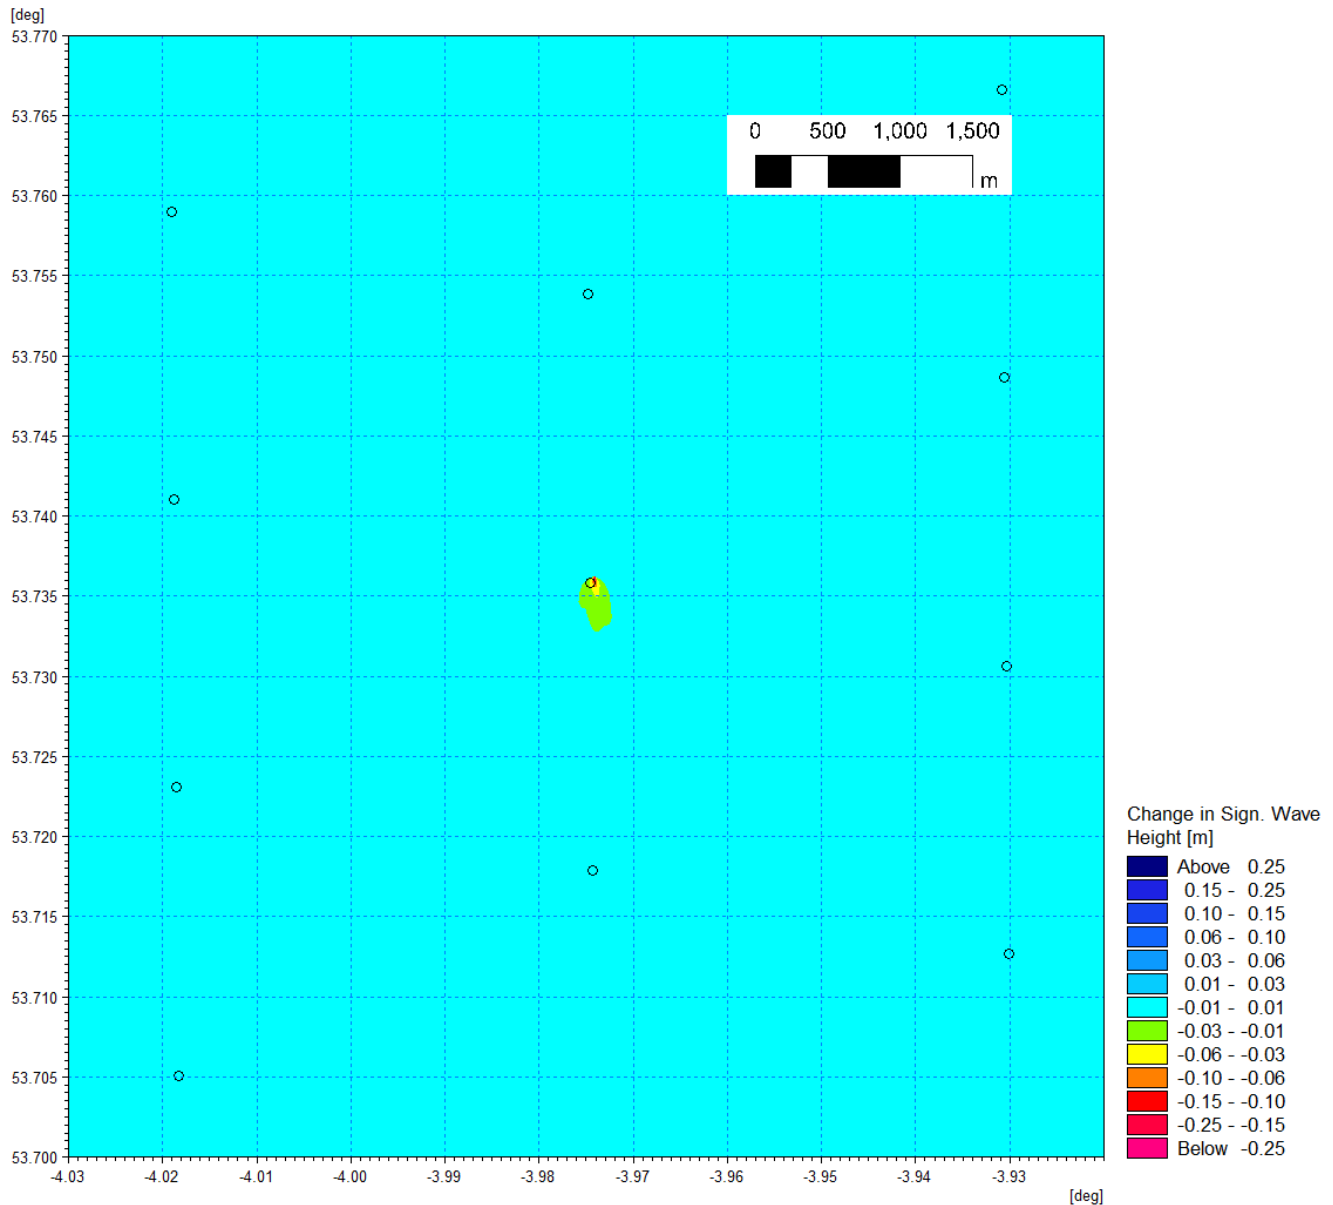 [deg]
53.770
53.765
53.760
53.755
53.750
53.745
53.740
53.735
53.730
53.725
53.720
53.715
53.710
53.705
53.700
0 500 1,000 1,500
m
Change in Sign. Wave
Height [m]
Above 0.25
0.15 - 0.25
0.10 - 0.15
0.06 - 0.10
0.03 - 0.06
0.01 - 0.03
-0.01 - 0.01
-0.03 - -0.01
-0.06 - -0.03
-0.10 - -0.06
-0.15 - -0.10
-0.25 - -0.15
Below -0.25
-4.03 -4.02 -4.01 -4.00 -3.99 -3.98 -3.97 -3.96 -3.95 -3.94 -3.93
[deg]